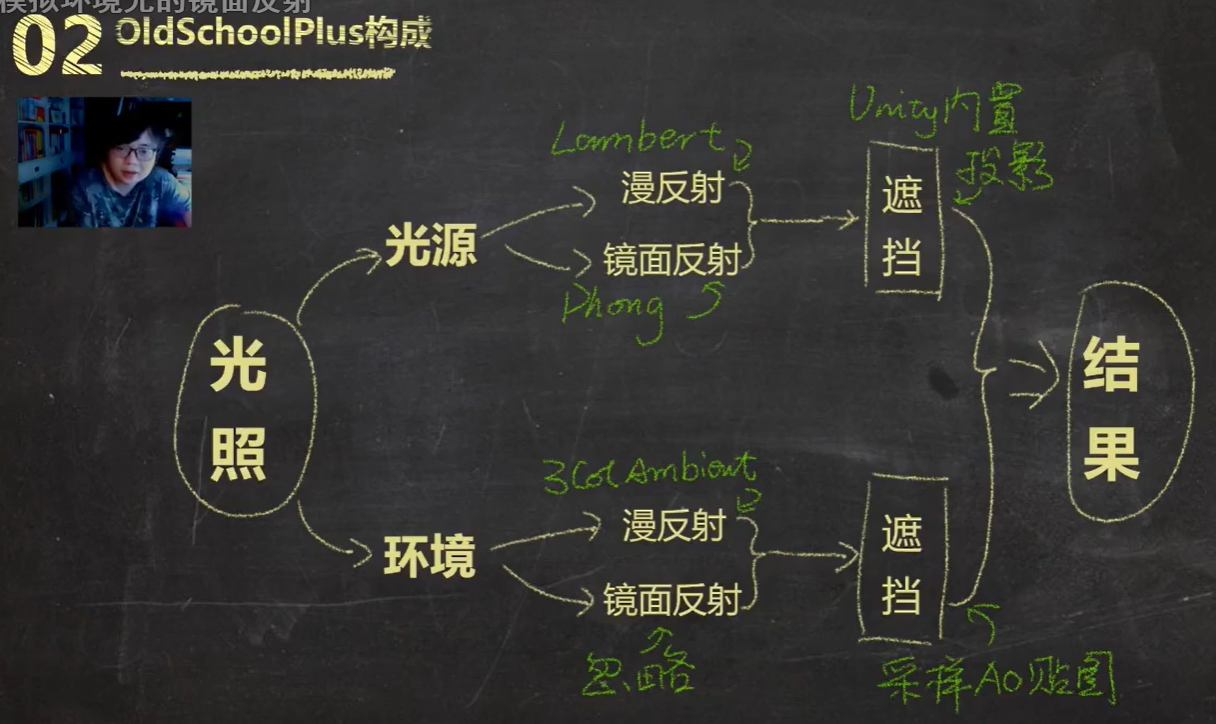 模拟环境光的镜面反射
02 OldSchoolPlus构成
Unity内置
投影
Lambert
漫反射
光源
镜面反射
Phong
遮挡
光照
结果
3ColAmbient
漫反射
环境
镜面反射
忽略
遮挡
采样AO贴图